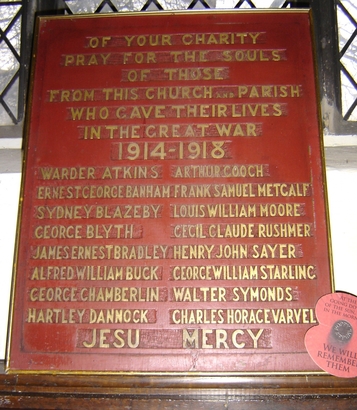 OF YOUR CHARITY
PRAY FOR THE SOULS
OF THOSE
FROM THIS CHURCH AND PARISH
WHO GAVE THEIR LIVES
IN THE GREAT WAR
1914-1918
WARDER ATKINS ARTHUR GOOCH
ERNEST GEORGE BANHAM FRANK SAMUEL METCALF
SYDNEY BLAZEBY LOUIS WILLIAM MOORE
GEORGE BLYTH CECIL CLAUDE RUSHMER
JAMES ERNEST BRADLEY HENRY JOHN SAYER
ALFRED WILLIAM BUCK GEORGE WILLIAM STARLING
GEORGE CHAMBERLIN WALTER SYMONDS
HARTLEY DANNOCK CHARLES HORACE VARVEL
JESU MERCY
WE WILL
REMEMBER
THEM